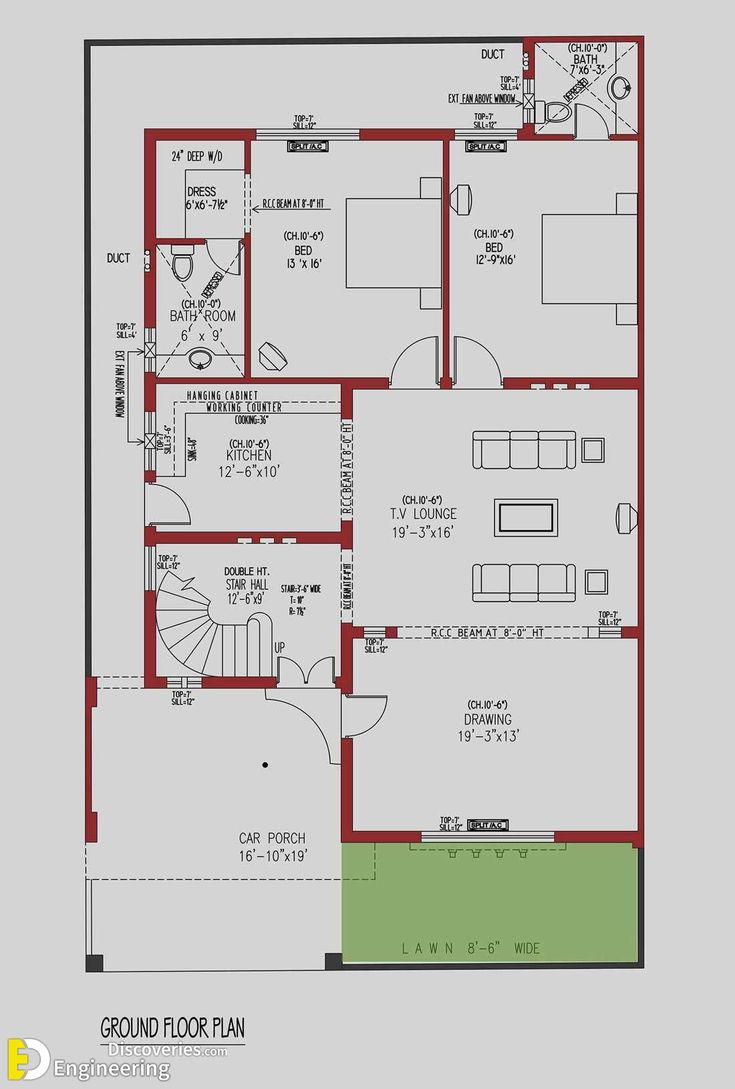 DUCT
(CH.10'-0")
BATH
7'x6'-3"
DEPRESSED
TOP=7'
SILL=4'
EXT FAN ABOVE WINDOW
TOP=7'
SILL=12"
SPLIT/A.C
TOP=7'
SILL=12"
SPLIT/A.C
24" DEEP W/D
DRESS
6'x6'-7½"
R.C.C BEAM AT 8'-0" HT
(CH.10'-6")
BED
13 'x 16'
(CH.10'-6")
BED
12'-9"x16'
DUCT
DEPRESSED
(CH.10'-0")
BATH ROOM
6' x 9'
TOP=7'
SILL=4'
EXT FAN ABOVE WINDOW
HANGING CABINET
WORKING COUNTER
COOKING=36"
TOP=7'
SILL=3'-6"
SINK=48"
(CH.10'-6")
KITCHEN
12'-6"x10'
R.C.C BEAM AT 8'-0" HT
(CH.10'-6")
T.V LOUNGE
19'-3"x16'
TOP=7'
SILL=12"
DOUBLE HT.
STAIR HALL
12'-6"x9'
STAIR=3'-6" WIDE
T= 10"
R= 7½"
R.C.C BEAM AT 8'-0" HT
UP
TOP=7'
SILL=12"
R.C.C BEAM AT 8'-0" HT
TOP=7'
SILL=12"
TOP=7'
SILL=12"
(CH.10'-6")
DRAWING
19'-3"x13'
TOP=7'
SILL=12"
SPLIT/A.C
CAR PORCH
16'-10"x19'
LAWN 8'-6" WIDE
GROUND FLOOR PLAN
ED
Discoveries.com
Engineering